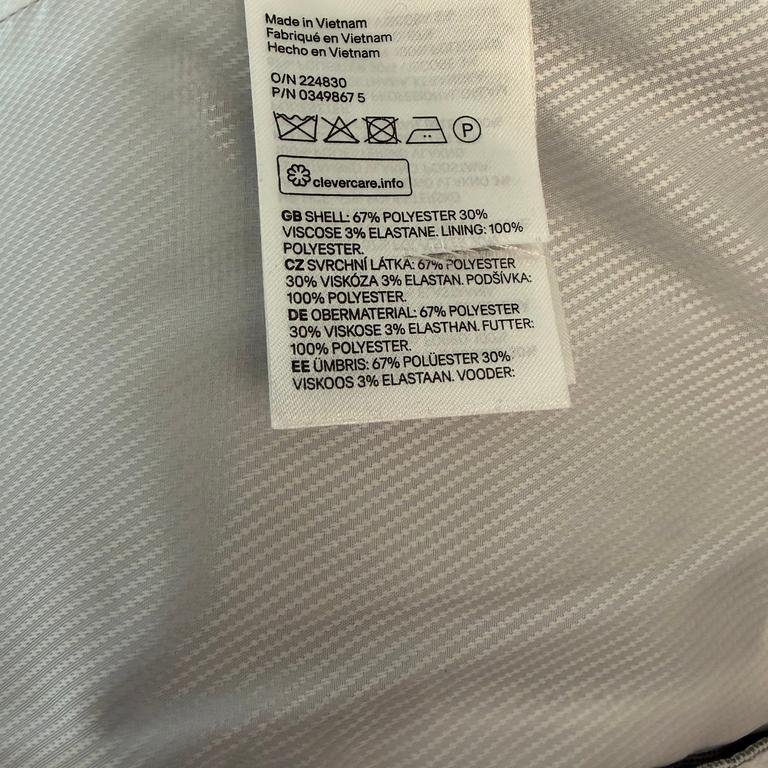 Made in Vietnam
Fabriqué en Vietnam
Hecho en Vietnam
O/N 224830
P/N 0349867 5
P
clevercare.info
GB SHELL: 67% POLYESTER 30%
VISCOSE 3% ELASTANE. LINING: 100%
POLYESTER.
CZ SVRCHNÍ LÁTKA: 67% POLYESTER
30% VISKÓZA 3% ELASTAN. PODŠÍVKA:
100% POLYESTER.
DE OBERMATERIAL: 67% POLYESTER
30% VISKOSE 3% ELASTHAN. FUTTER:
100% POLYESTER.
EE ÜMBRIS: 67% POLÜESTER 30%
VISKOOS 3% ELASTAAN. VOODER: